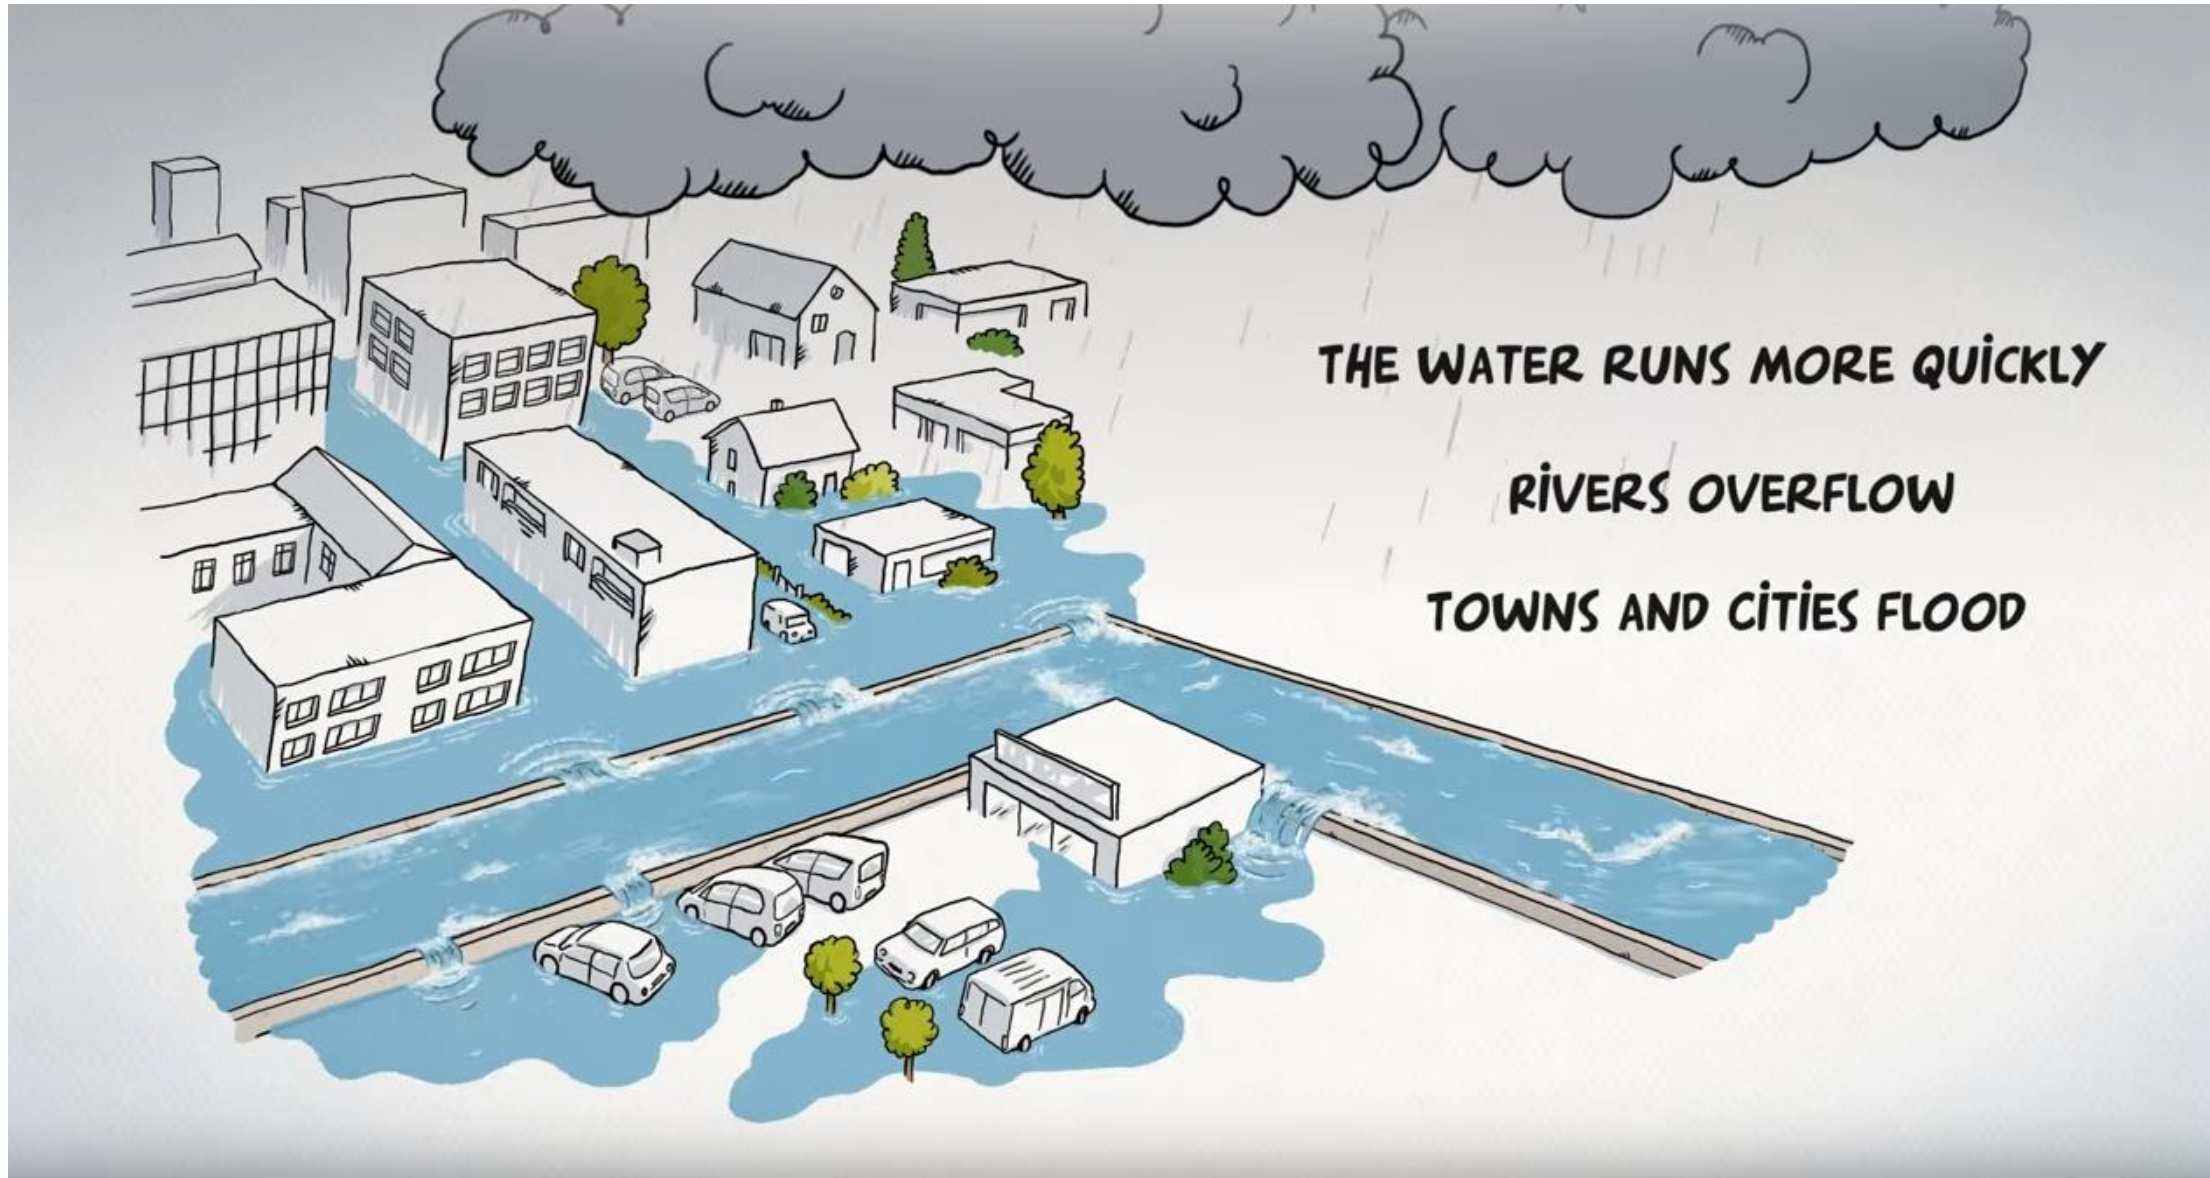 THE WATER RUNS MORE QUICKLY
RIVERS OVERFLOW
TOWNS AND CITIES FLOOD